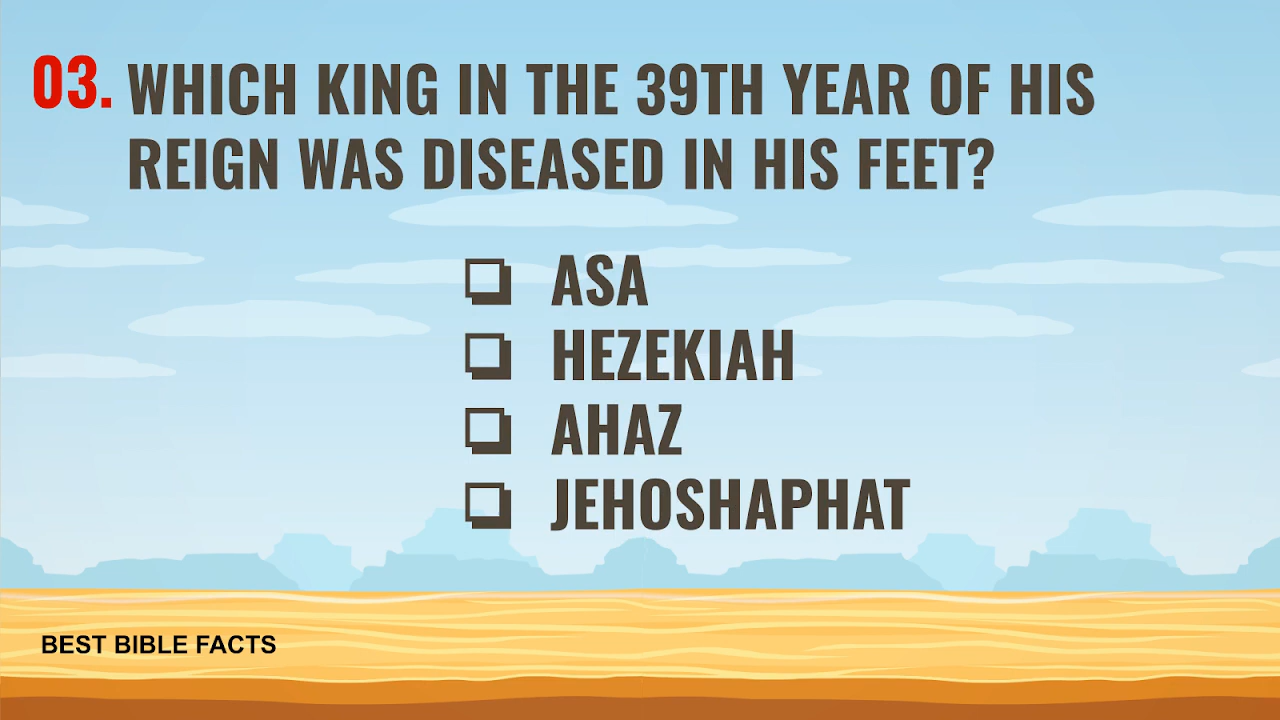 03. WHICH KING IN THE 39TH YEAR OF HIS
REIGN WAS DISEASED IN HIS FEET?
ASA
HEZEKIAH
AHAZ
JEHOSHAPHAT
BEST BIBLE FACTS